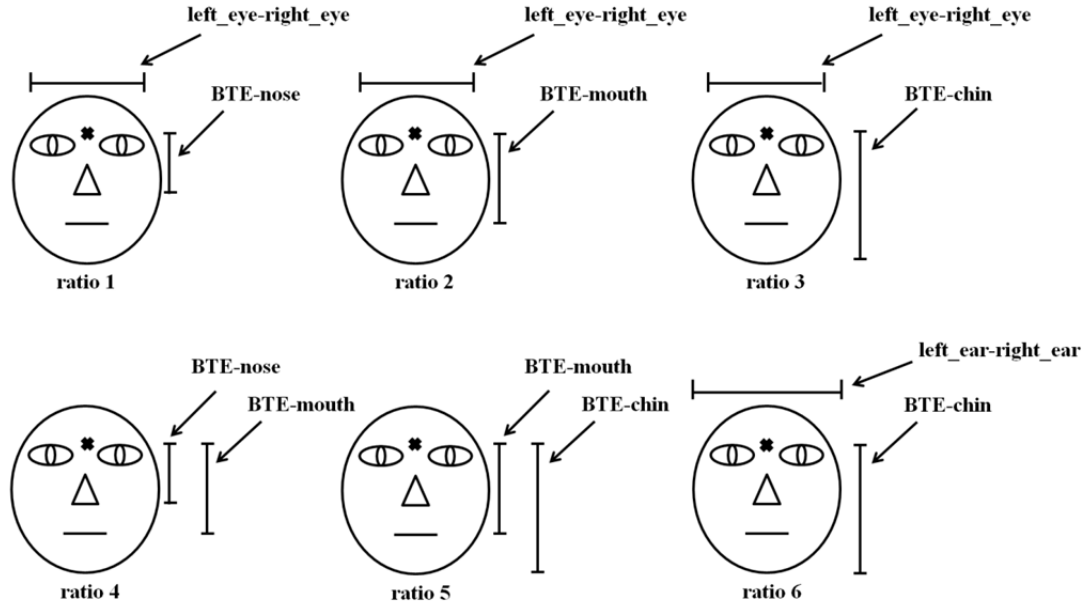 left_eye-right_eye
BTE-nose
ratio 1
left_eye-right_eye
BTE-mouth
ratio 2
left_eye-right_eye
BTE-chin
ratio 3
BTE-nose
BTE-mouth
ratio 4
BTE-mouth
BTE-chin
ratio 5
left_ear-right_ear
BTE-chin
ratio 6